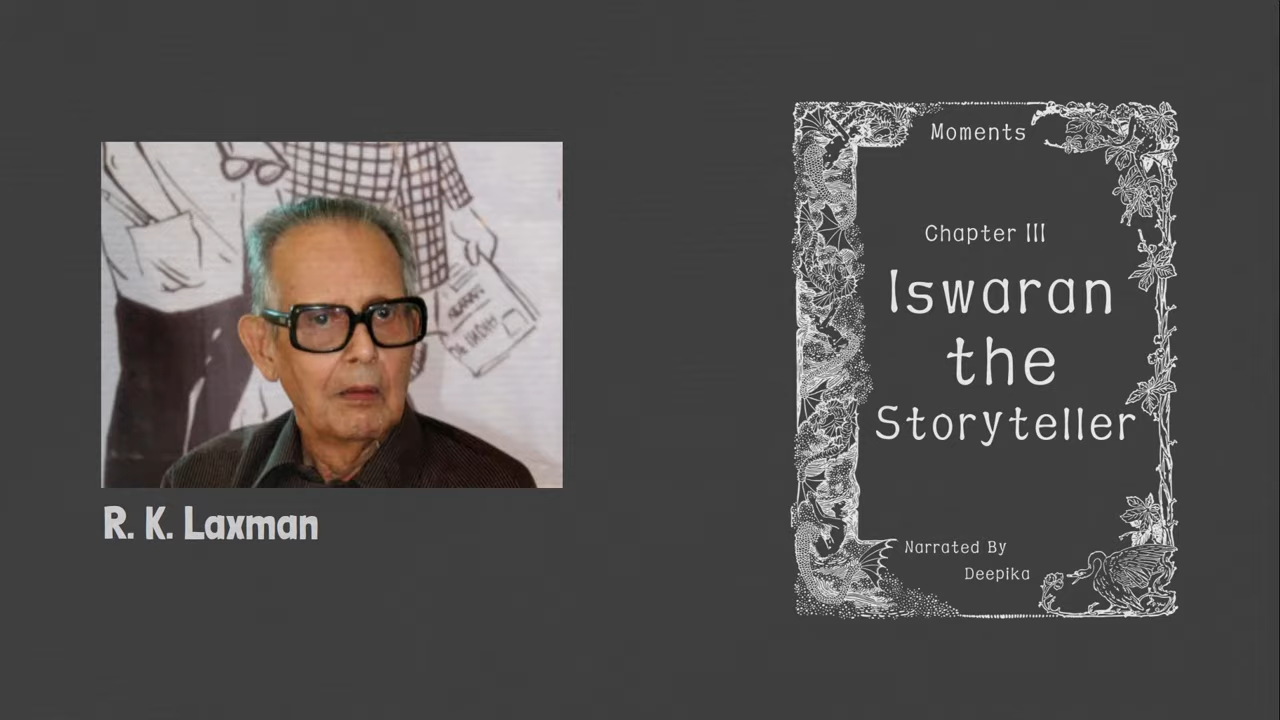 R. K. Laxman
Moments
Chapter III
Iswaran
the
Storyteller
Narrated By
Deepika